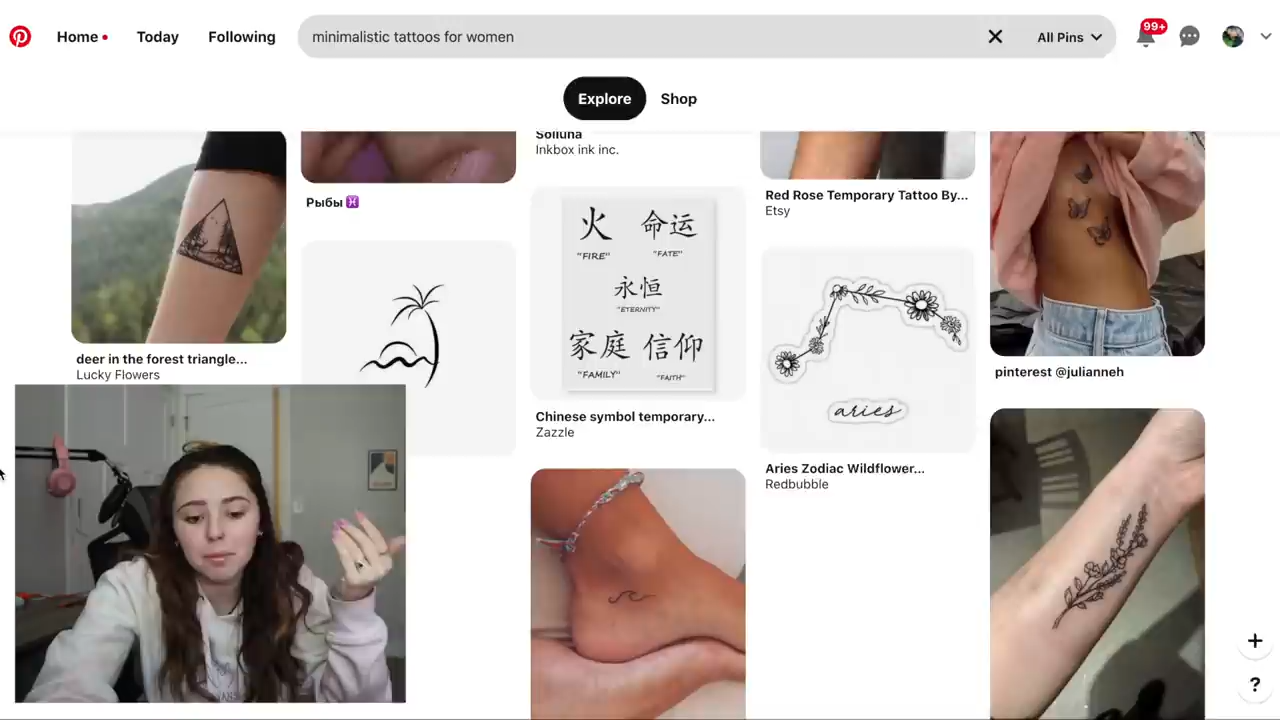 Home
Today
Following
minimalistic tattoos for women
All Pins
99+
Explore
Shop
deer in the forest triangle...
Lucky Flowers
Рыбы
Soliuna
Inkbox ink inc.
火 命运
"FIRE" "FATE"
永恒
"ETERNITY"
家庭 信仰
"FAMILY" "FAITH"
Chinese symbol temporary...
Zazzle
Red Rose Temporary Tattoo By...
Etsy
aries
Aries Zodiac Wildflower...
Redbubble
pinterest @julianneh
+
?